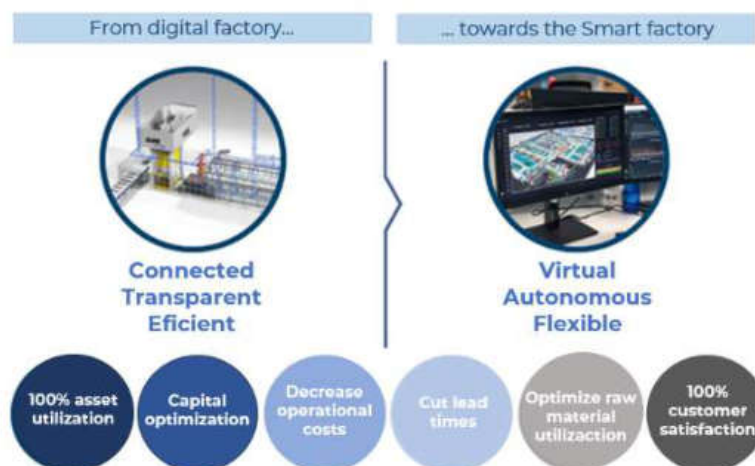 From digital factory...
... towards the Smart factory
Connected
Transparent
Eficient
Virtual
Autonomous
Flexible
100% asset
utilization
Capital
optimization
Decrease
operational
costs
Cut lead
times
Optimize raw
material
utilizaction
100%
customer
satisfaction